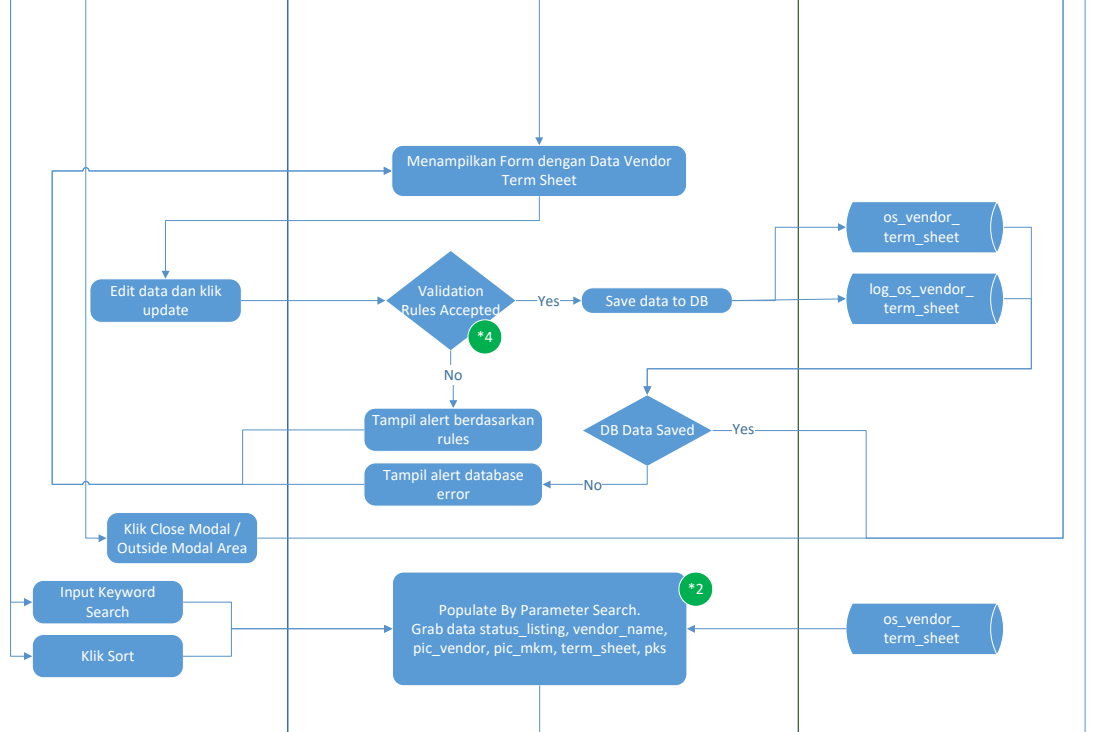 Menampilkan Form dengan Data Vendor
Term Sheet
os_vendor_
term_sheet
Edit data dan klik
update
Validation
Rules Accepted
*4
Yes
Save data to DB
log_os_vendor_
term_sheet
No
Tampil alert berdasarkan
rules
DB Data Saved
Yes
Tampil alert database
error
No
Klik Close Modal /
Outside Modal Area
Input Keyword
Search
Klik Sort
*2
Populate By Parameter Search.
Grab data status_listing, vendor_name,
pic_vendor, pic_mkm, term_sheet, pks
os_vendor_
term_sheet